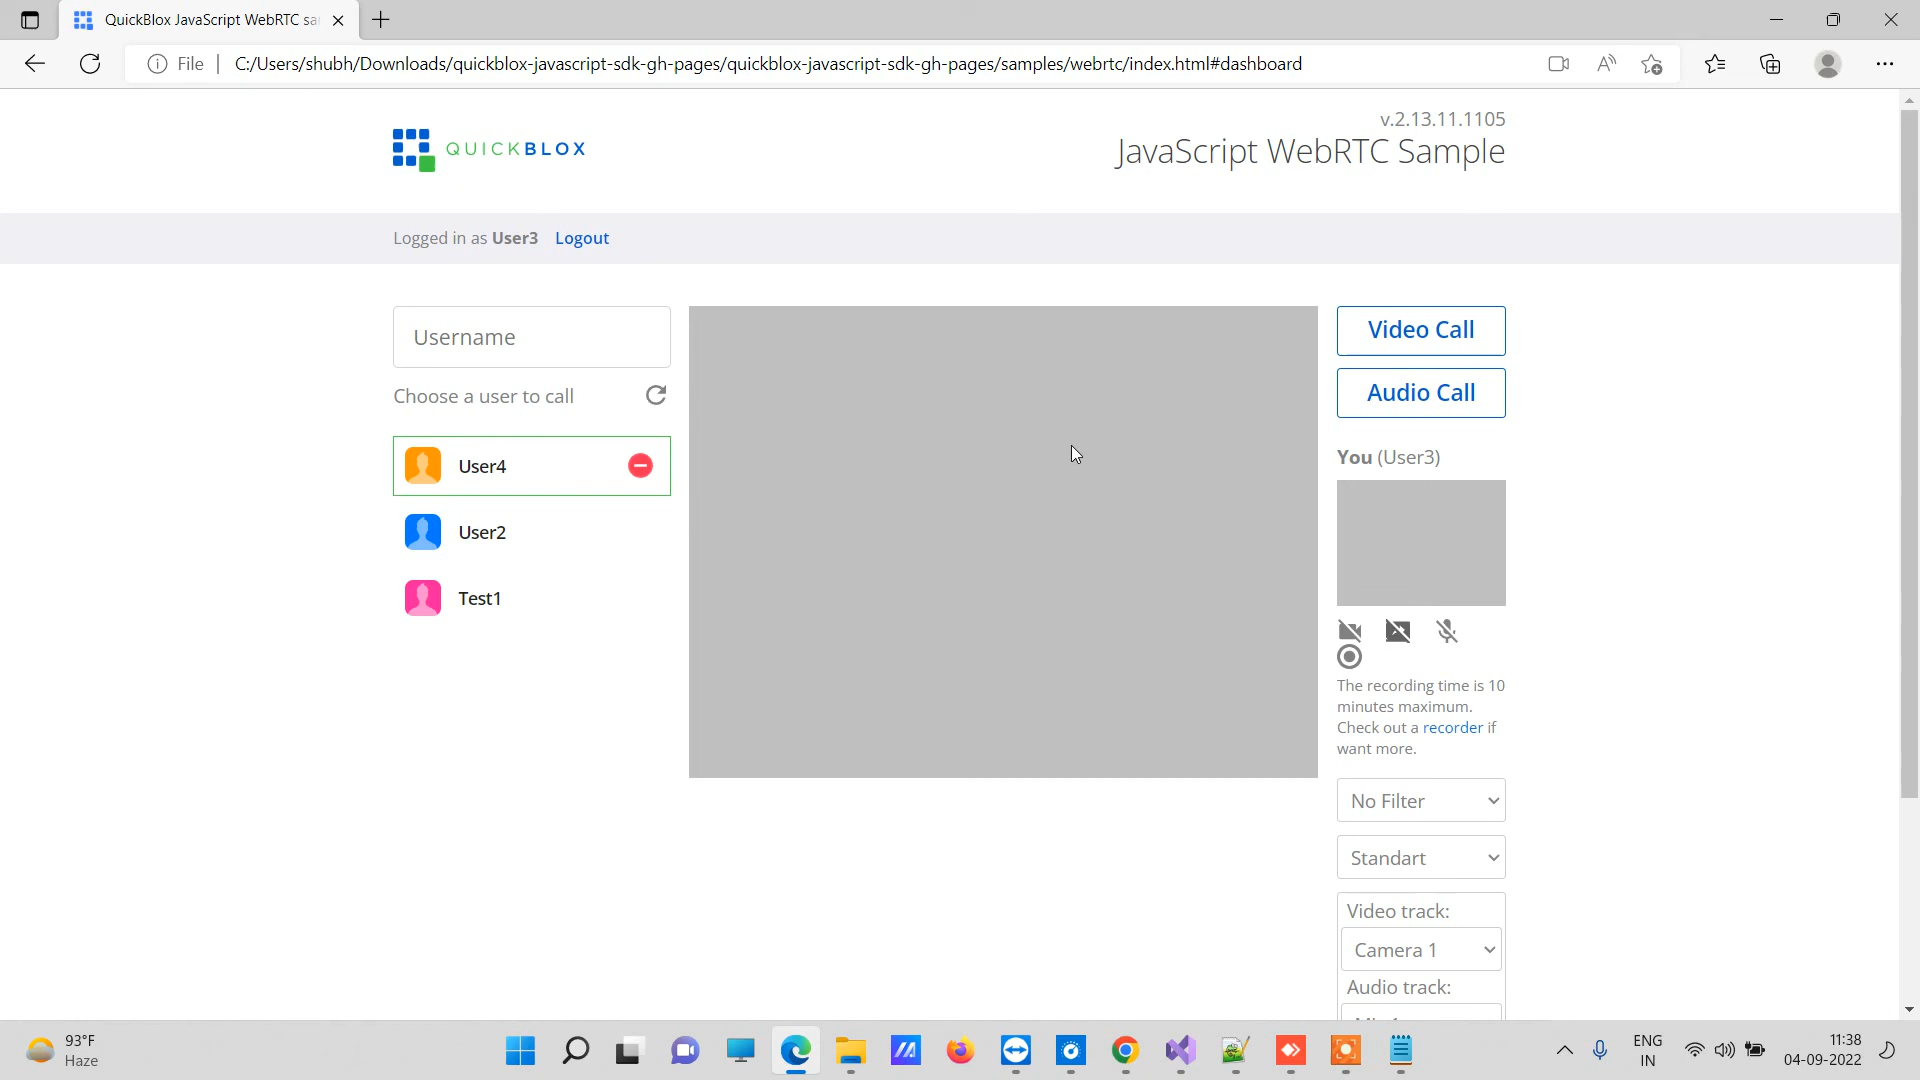 QuickBlox JavaScript WebRTC sa
File
C:/Users/shubh/Downloads/quickblox-javascript-sdk-gh-pages/quickblox-javascript-sdk-gh-pages/samples/webrtc/index.html#dashboard
QUICKBLOX
v.2.13.11.1105
JavaScript WebRTC Sample
Logged in as User3 Logout
Username
Choose a user to call
User4
User2
Test1
Video Call
Audio Call
You (User3)
The recording time is 10
minutes maximum.
Check out a recorder if
want more.
No Filter
Standart
Video track:
Camera 1
Audio track:
93°F
Haze
ENG
IN
11:38
04-09-2022